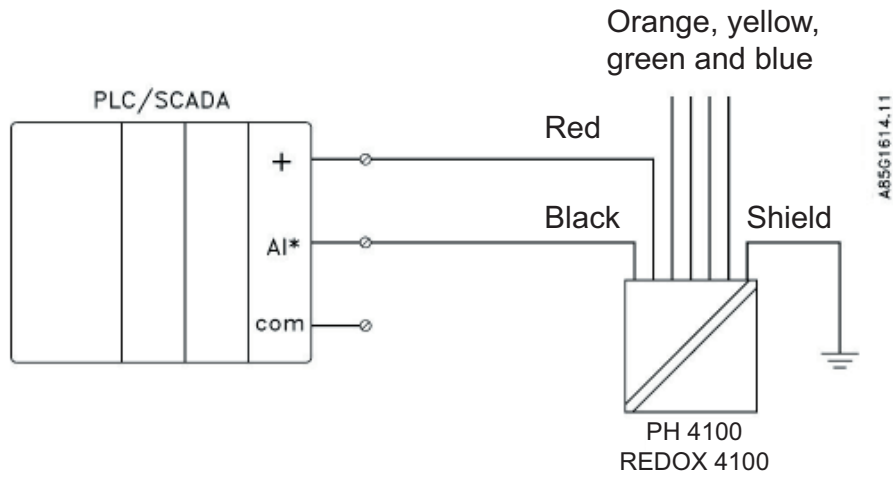 Orange, yellow,
green and blue
PLC/SCADA
Red
+
Black
Shield
AI*
com
PH 4100
REDOX 4100
A85G1614.11